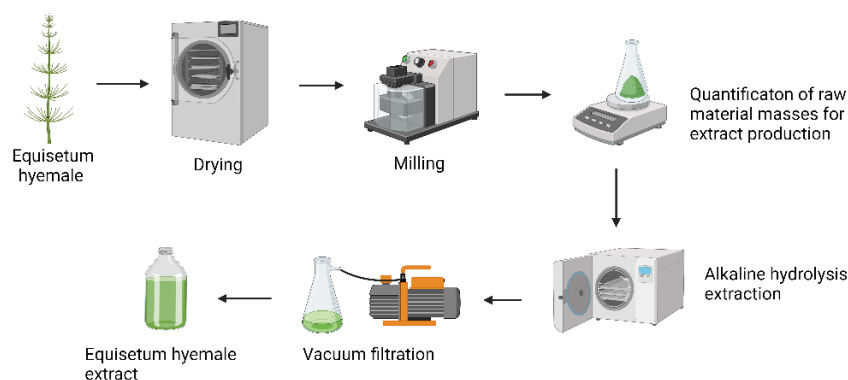 Equisetum
hyemale
Drying
Milling
Quantificaton of raw
material masses for
extract production
Alkaline hydrolysis
extraction
Vacuum filtration
Equisetum hyemale
extract